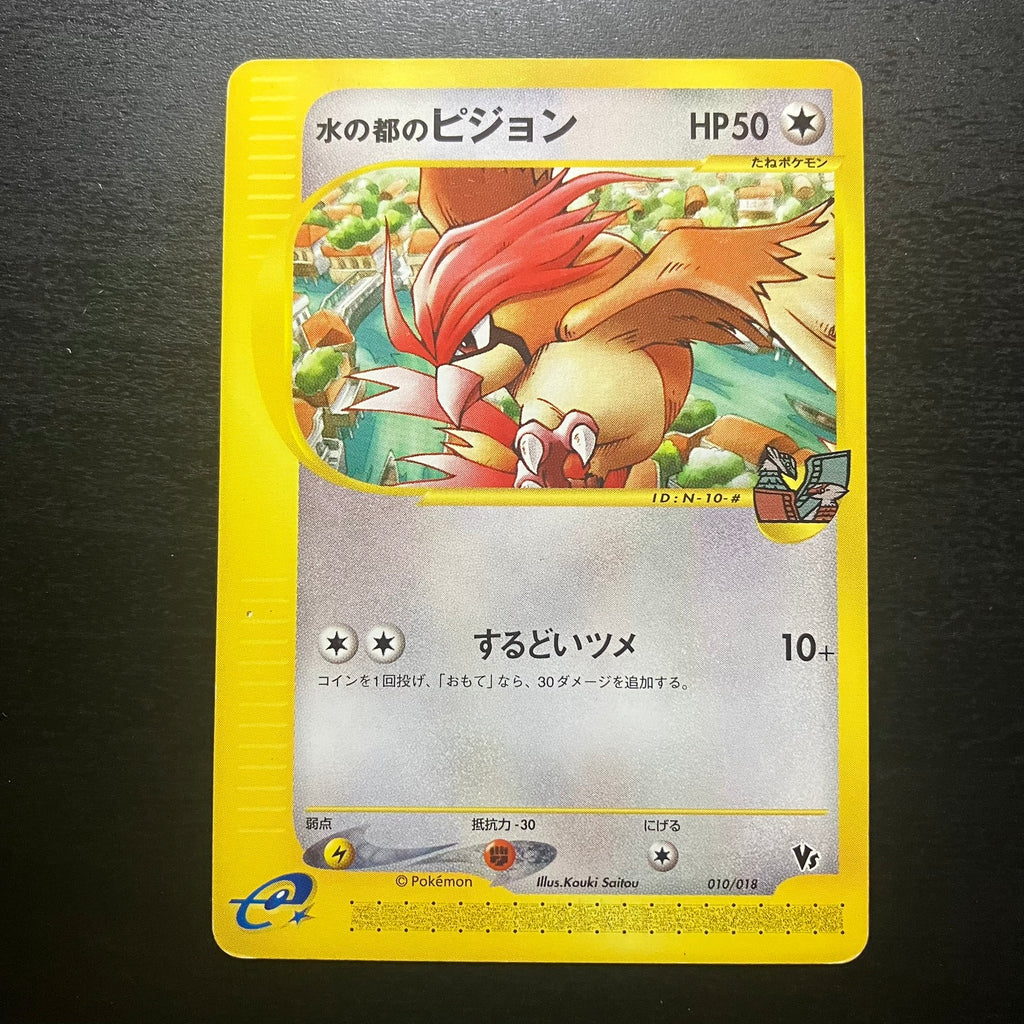 水の都のピジョン HP50
たねポケモン
ID:N-10-#
するどいツメ 10+
コインを1回投げ、「おもて」なら、30ダメージを追加する。
弱点 抵抗力 -30 にげる
© Pokémon Illus.Kouki Saitou 010/018 Vs
e